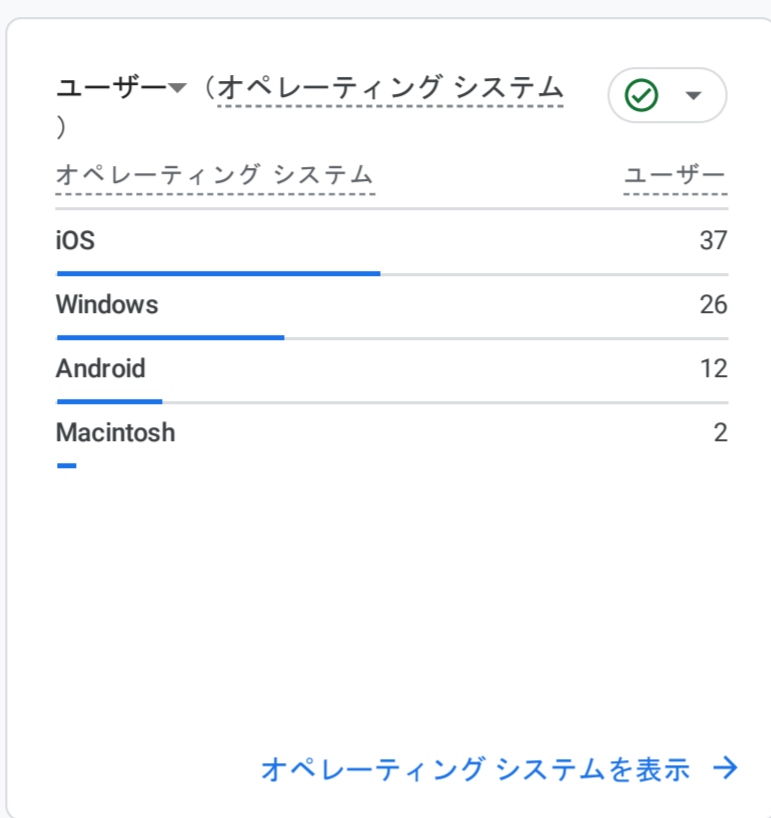 ユーザー（オペレーティング システム
）
オペレーティング システム ユーザー
iOS 37
Windows 26
Android 12
Macintosh 2
オペレーティング システムを表示 →